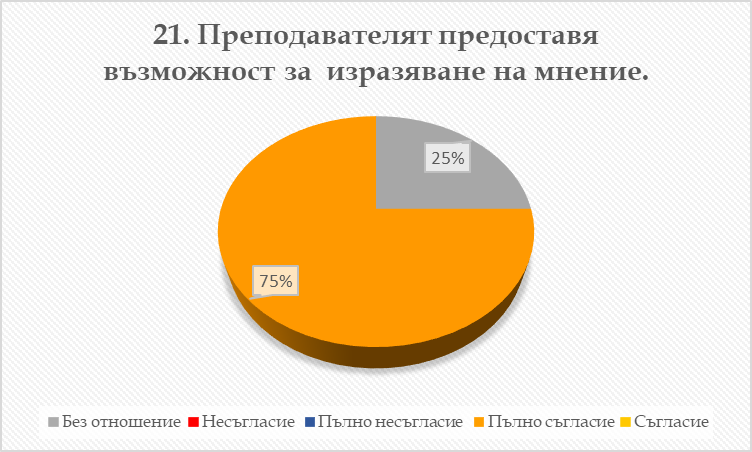 21. Преподавателят предоставя
възможност за изразяване на мнение.
25%
75%
Без отношение Несъгласие Пълно несъгласие Пълно съгласие Съгласие